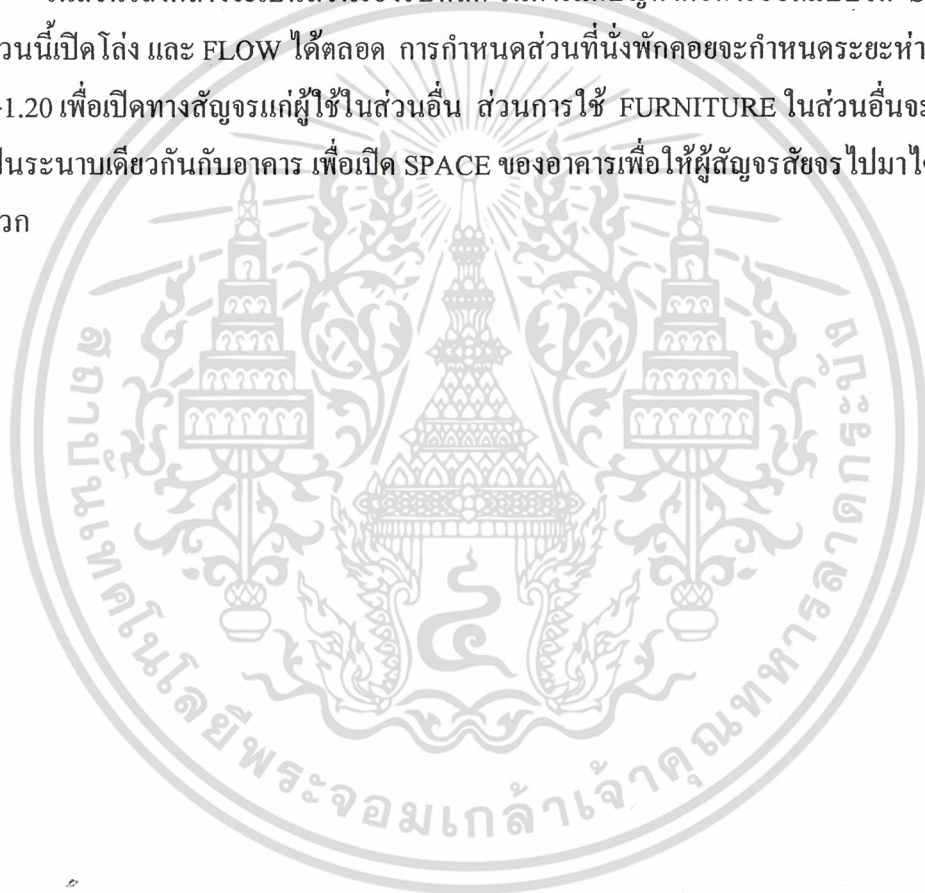 ส่วนนี้เปิดโล่ง และ FLOW ได้ตลอด การกำหนดส่วนที่นั่งพักคอยจะกำหนดระยะห่า
-1.20 เพื่อเปิดทางสัญจรแก่ผู้ใช้ในส่วนอื่น ส่วนการใช้ FURNITURE ในส่วนอื่นจะ
ป็นระนาบเดียวกันกับอาคาร เพื่อเปิด SPACE ของอาคารเพื่อให้ผู้สัญจรสัยจรไปมาได
วก
สถาบันเทคโนโลยีพระจอมเกล้าเจ้าคุณทหารลาดกระบัง